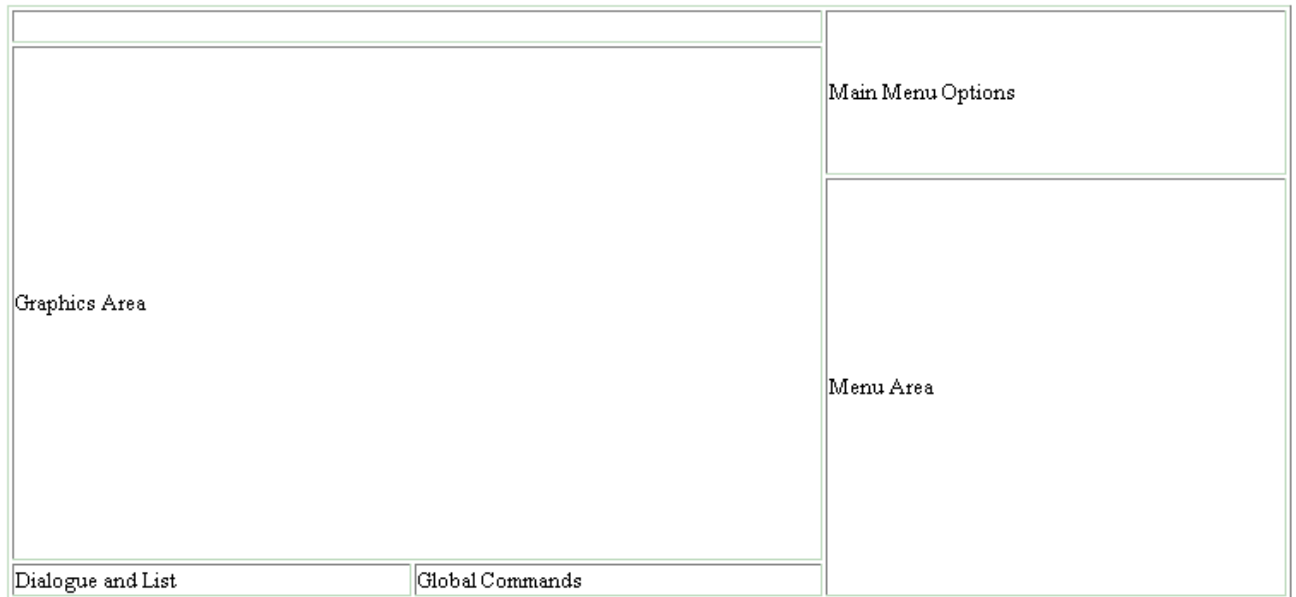 Main Menu Options
Graphics Area
Menu Area
Dialogue and List
Global Commands